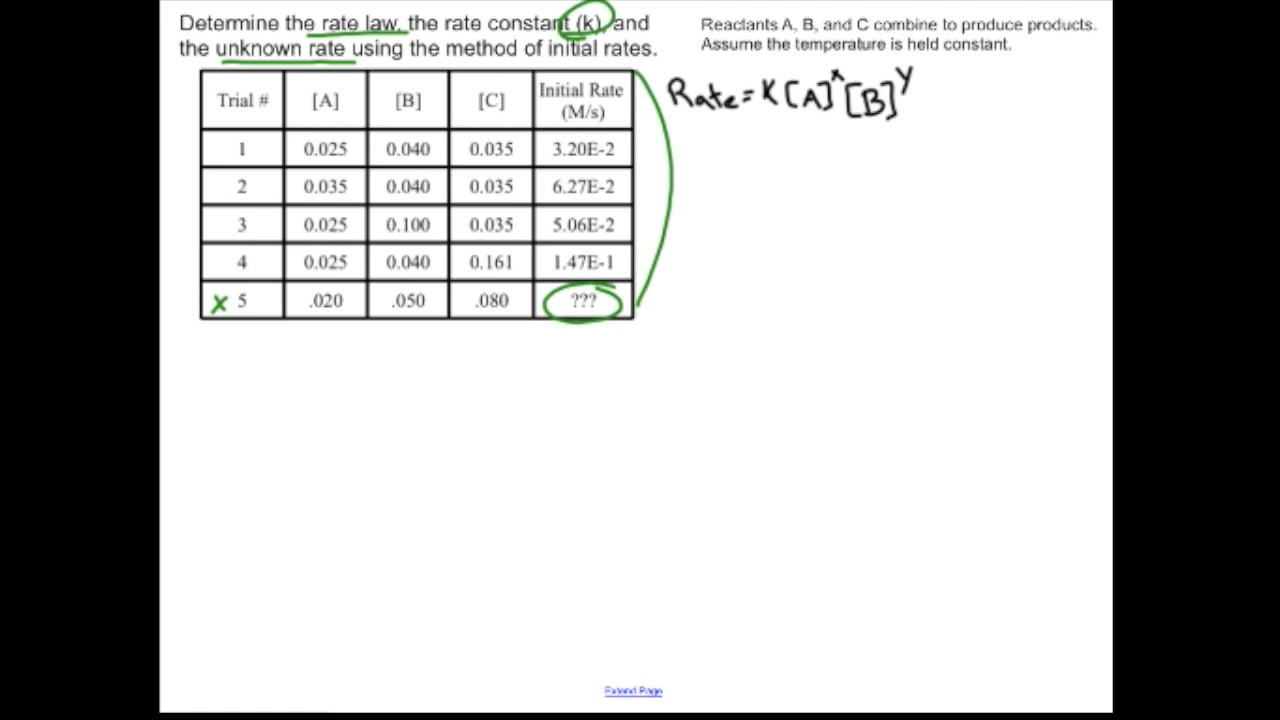 Determine the rate law, the rate constant (k), and
the unknown rate using the method of initial rates.
Reactants A, B, and C combine to produce products.
Assume the temperature is held constant.
Rate = K[A]^x [B]^y
Trial # [A] [B] [C] Initial Rate (M/s)
1 0.025 0.040 0.035 3.20E-2
2 0.035 0.040 0.035 6.27E-2
3 0.025 0.100 0.035 5.06E-2
4 0.025 0.040 0.161 1.47E-1
x 5 .020 .050 .080 ???
Extend Page